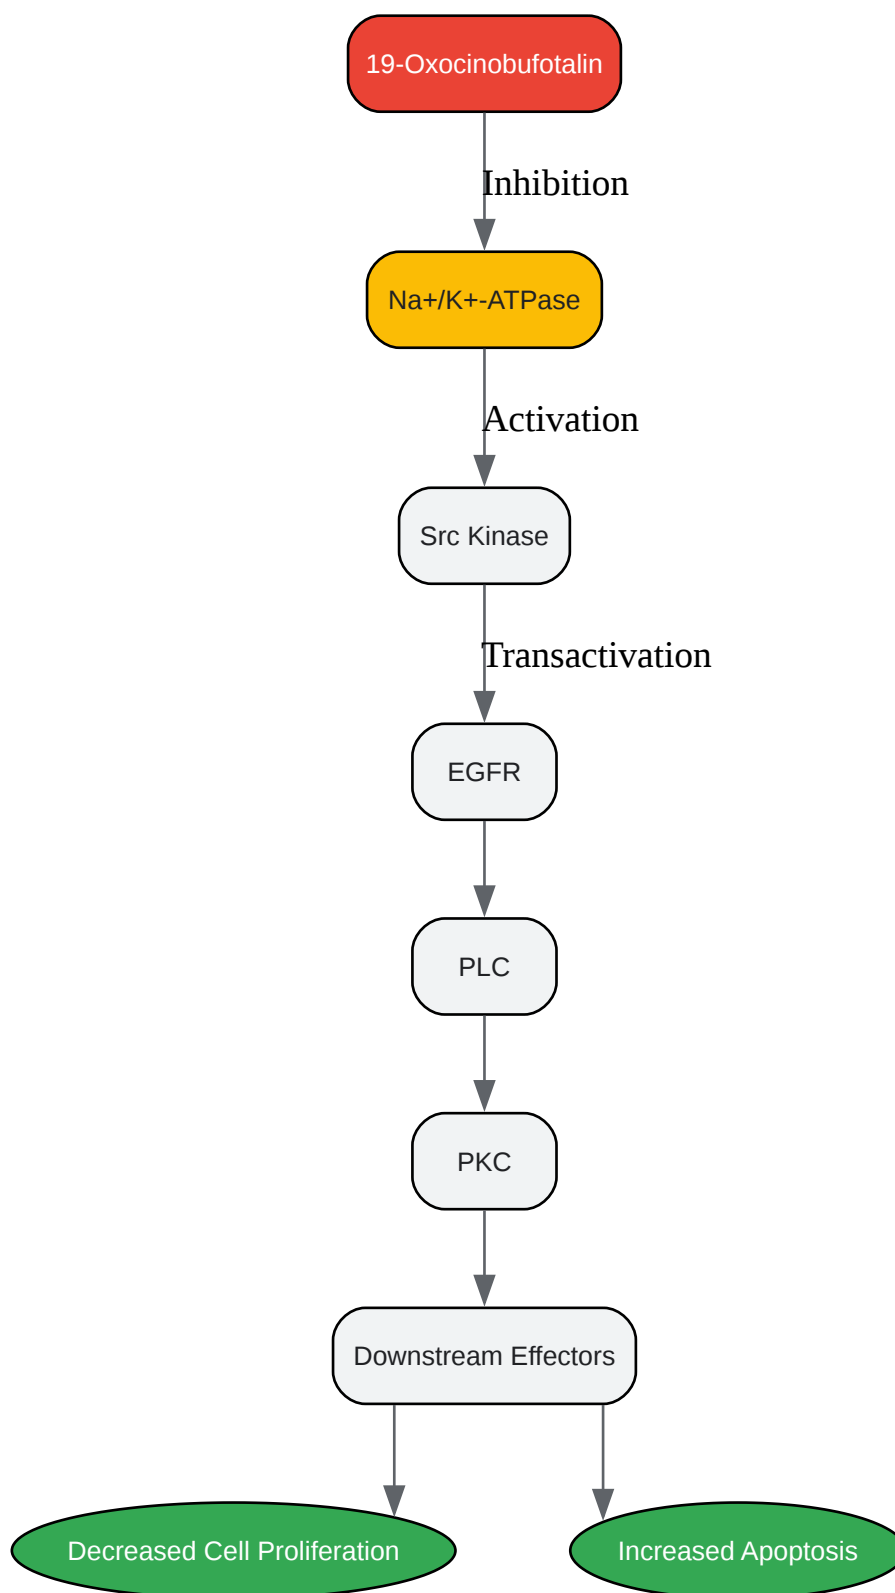 19-Oxocinobufotalin
Inhibition
Na+/K+-ATPase
Activation
Src Kinase
Transactivation
EGFR
PLC
PKC
Downstream Effectors
Decreased Cell Proliferation
Increased Apoptosis